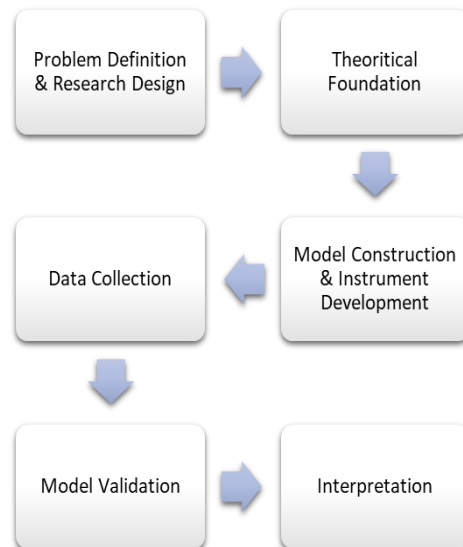 Problem Definition
& Research Design
Theoritical
Foundation
Model Construction
& Instrument
Development
Data Collection
Model Validation
Interpretation